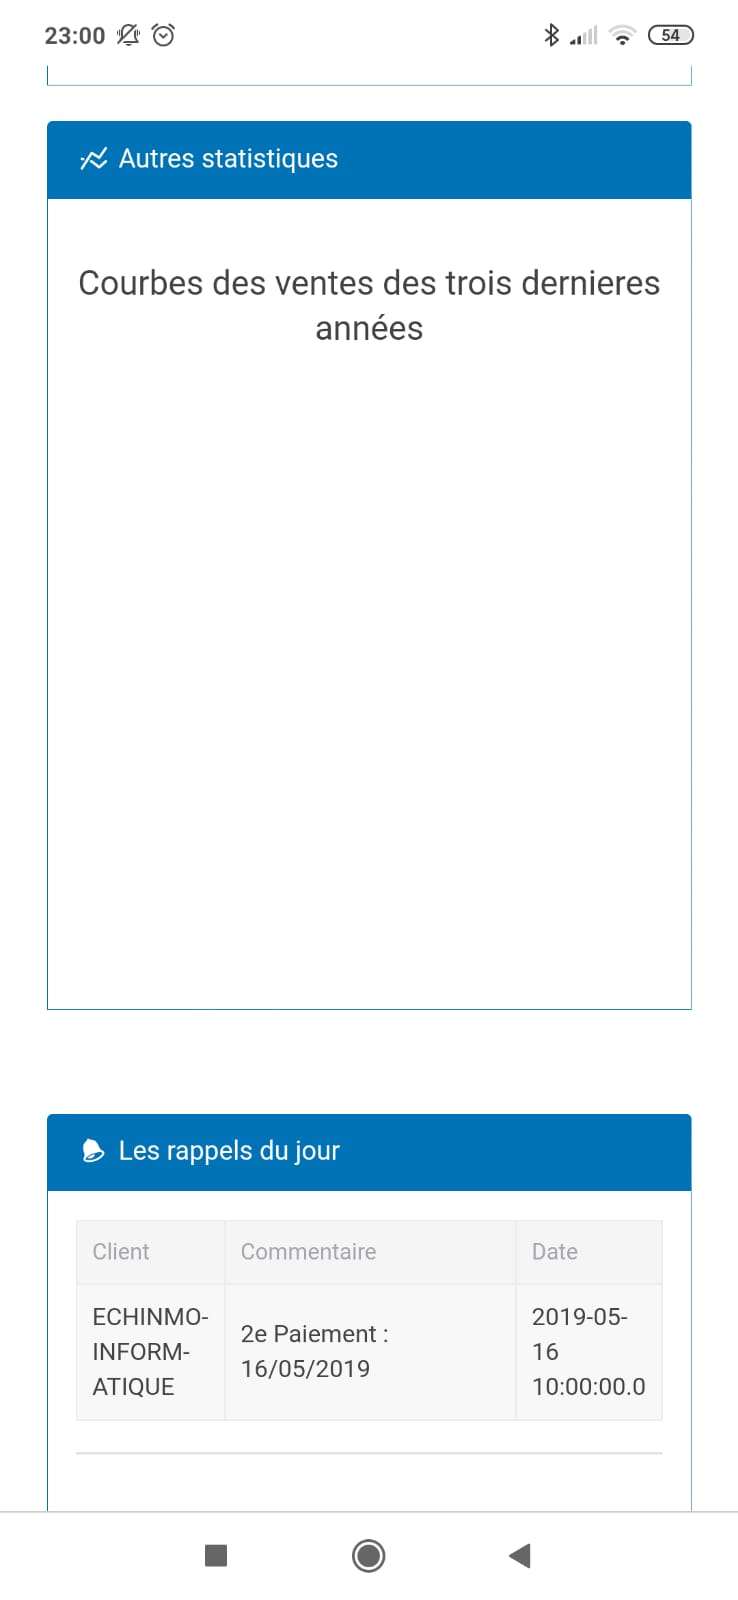 23:00
54
Autres statistiques
Courbes des ventes des trois dernieres
années
Les rappels du jour
Client Commentaire Date
ECHINMO-
INFORM-
ATIQUE
2e Paiement :
16/05/2019
2019-05-
16
10:00:00.0